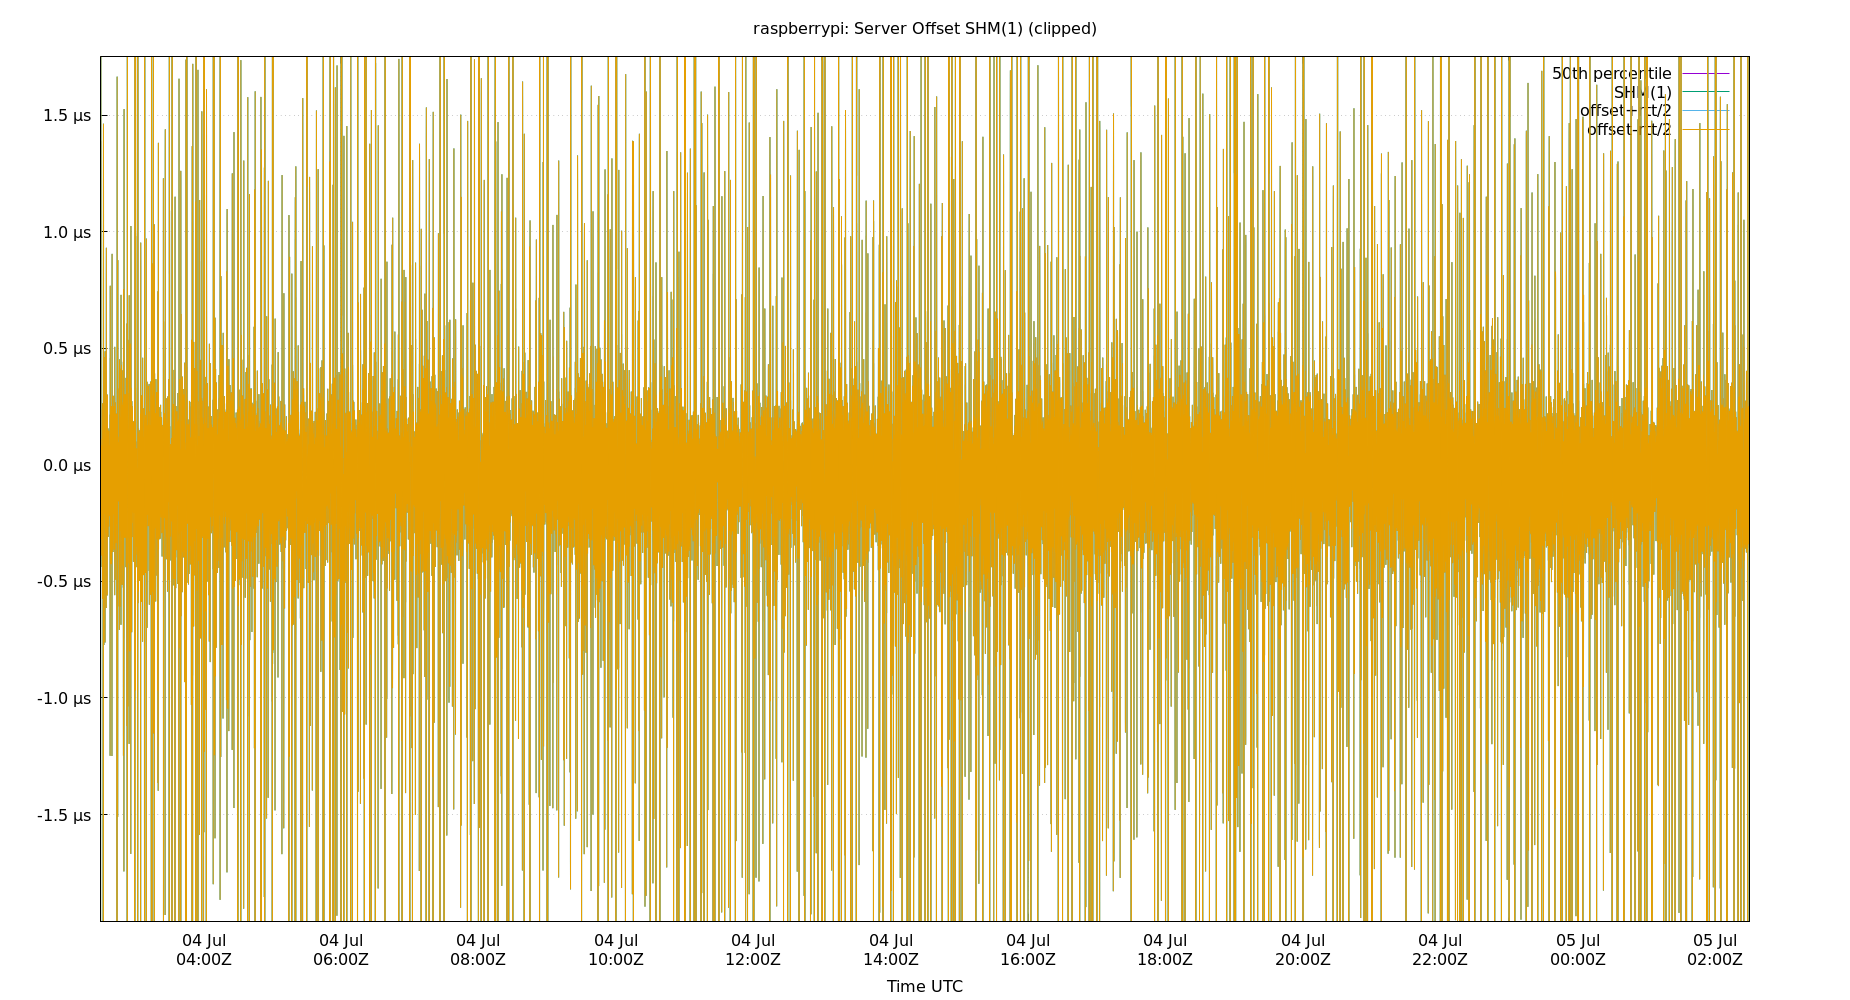 raspberrypi: Server Offset SHM(1) (clipped)
50th percentile
SHM(1)
offset+rtt/2
offset-rtt/2
1.5 µs
1.0 µs
0.5 µs
0.0 µs
-0.5 µs
-1.0 µs
-1.5 µs
04 Jul 04 Jul 04 Jul 04 Jul 04 Jul 04 Jul 04 Jul 04 Jul 04 Jul 04 Jul 05 Jul 05 Jul
04:00Z 06:00Z 08:00Z 10:00Z 12:00Z 14:00Z 16:00Z 18:00Z 20:00Z 22:00Z 00:00Z 02:00Z
Time UTC